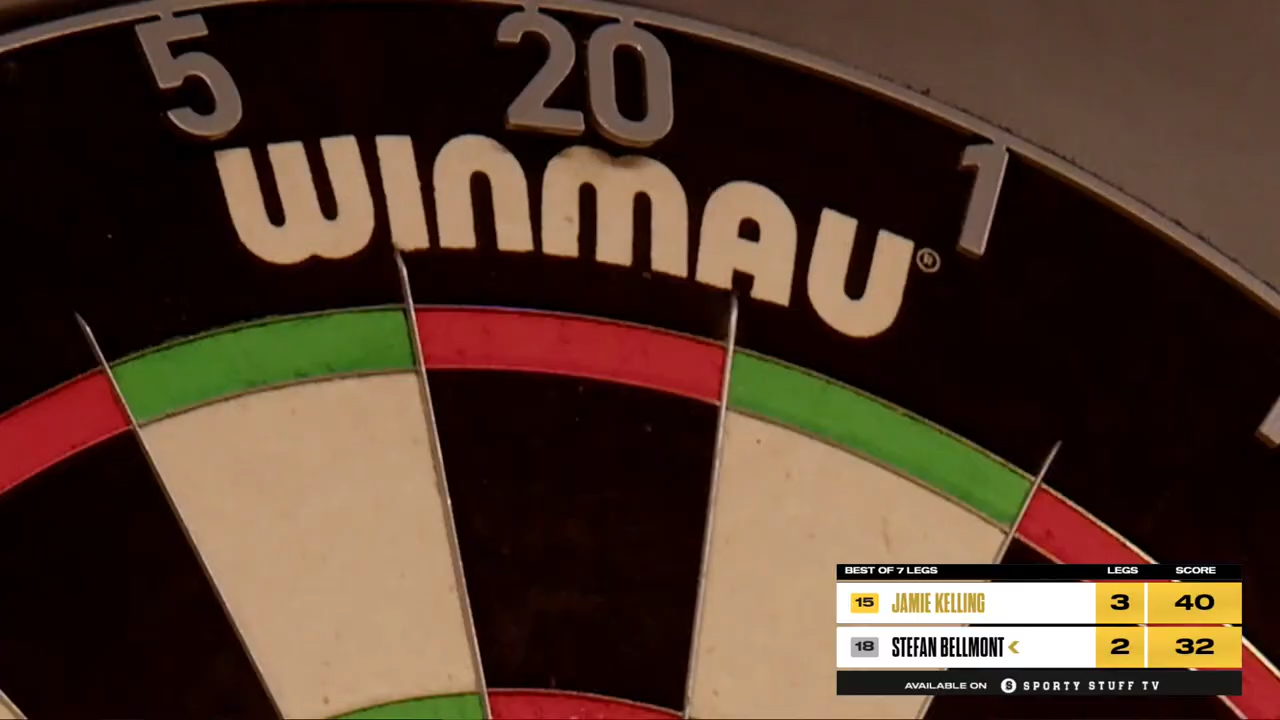 5 20 1
WINMAU®
BEST OF 7 LEGS LEGS SCORE
15 JAMIE KELLING 3 40
18 STEFAN BELLMONT 2 32
AVAILABLE ON S SPORTY STUFF TV